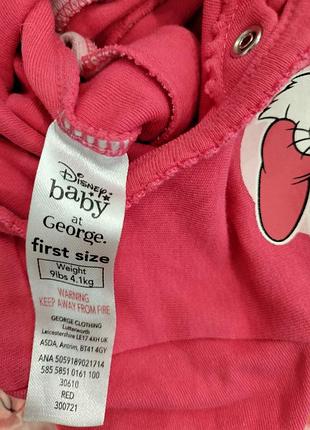 Disney
baby
at
George.
first size
Weight
9lbs 4.1kg
WARNING
KEEP AWAY FROM FIRE
GEORGE CLOTHING
Lutterworth
Leicestershire LE17 4XH UK
ASDA, Antrim, BT41 4GY
ANA 5059189021714
585 5851 0161 100
30610
RED
300721